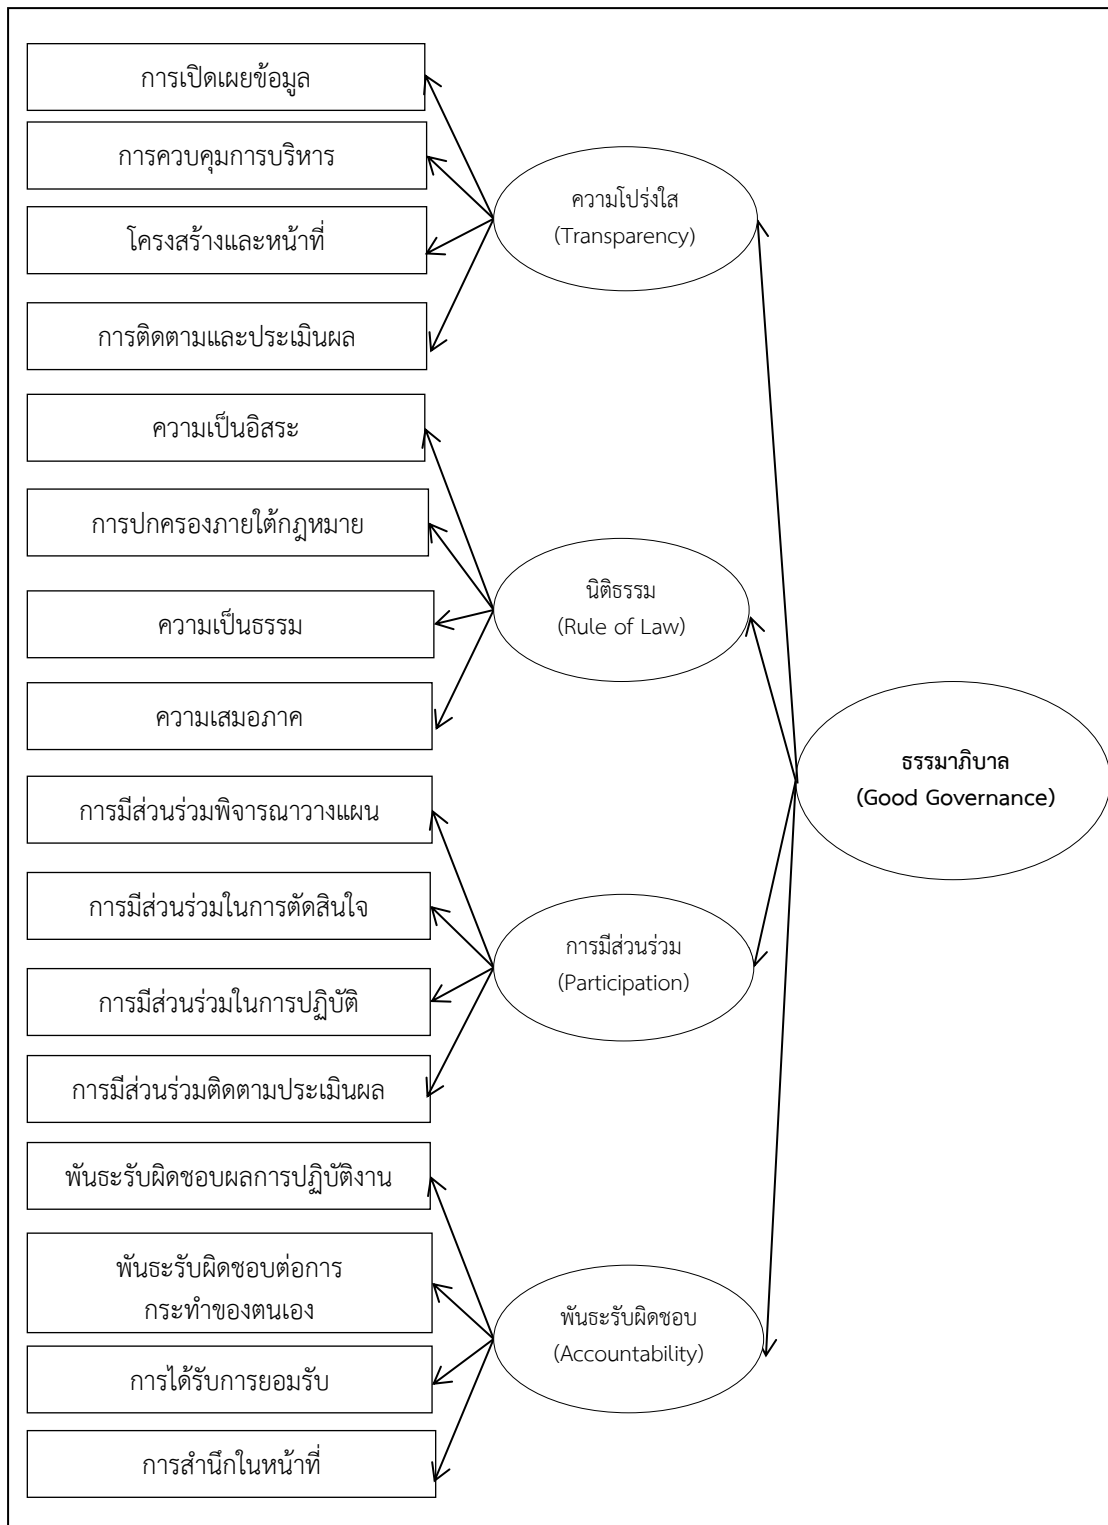 การเปิดเผยข้อมูล
การควบคุมการบริหาร
โครงสร้างและหน้าที่
การติดตามและประเมินผล
ความโปร่งใส
(Transparency)
ความเป็นอิสระ
การปกครองภายใต้กฎหมาย
ความเป็นธรรม
ความเสมอภาค
นิติธรรม
(Rule of Law)
ธรรมาภิบาล
(Good Governance)
การมีส่วนร่วมพิจารณาวางแผน
การมีส่วนร่วมในการตัดสินใจ
การมีส่วนร่วมในการปฏิบัติ
การมีส่วนร่วมติดตามประเมินผล
การมีส่วนร่วม
(Participation)
พันธะรับผิดชอบผลการปฏิบัติงาน
พันธะรับผิดชอบต่อการ
กระทำของตนเอง
การได้รับการยอมรับ
การสำนึกในหน้าที่
พันธะรับผิดชอบ
(Accountability)